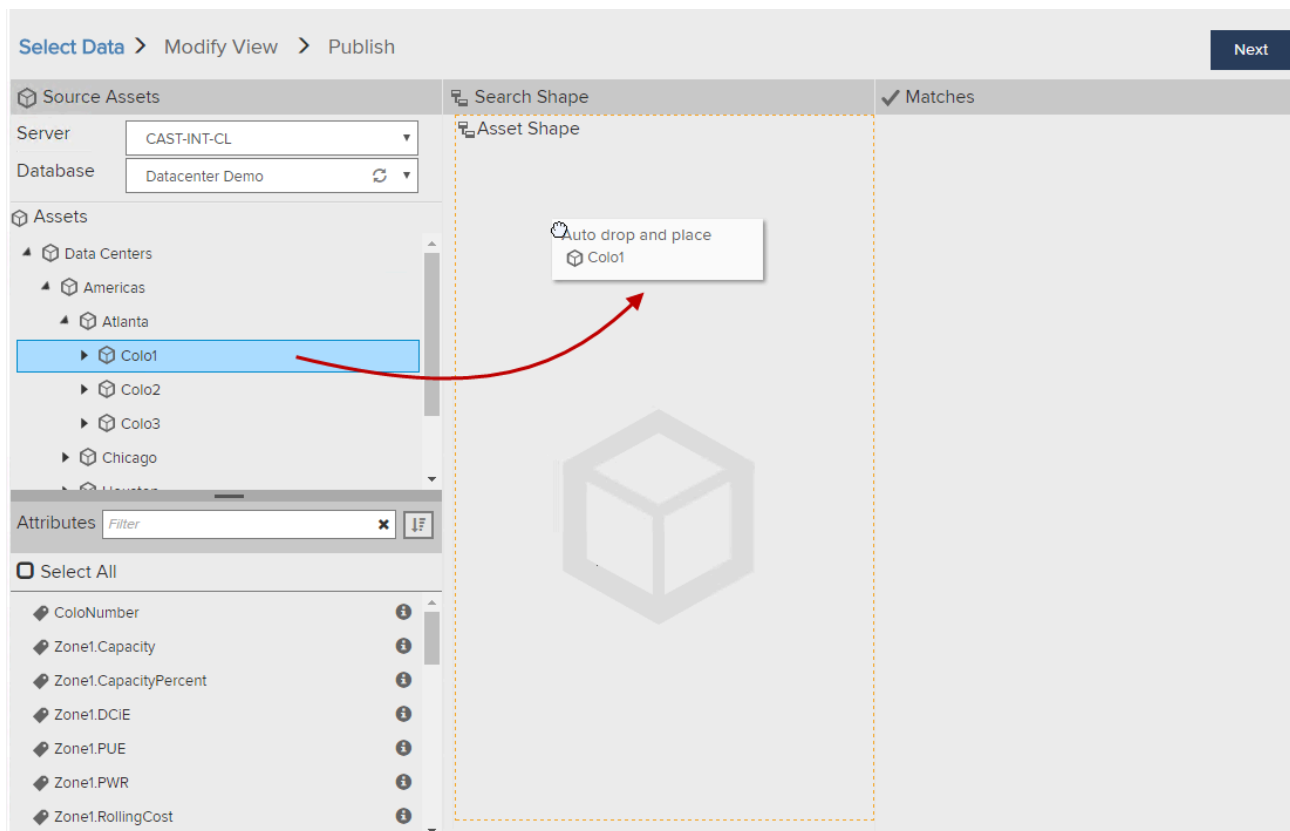 Select Data > Modify View > Publish
Next
Source Assets
Server
CAST-INT-CL
Database
Datacenter Demo
Assets
Data Centers
Americas
Atlanta
Colo1
Colo2
Colo3
Chicago
Attributes Filter
Select All
ColoNumber
Zone1.Capacity
Zone1.CapacityPercent
Zone1.DCiE
Zone1.PUE
Zone1.PWR
Zone1.RollingCost
Search Shape
Asset Shape
Auto drop and place
Colo1
Matches